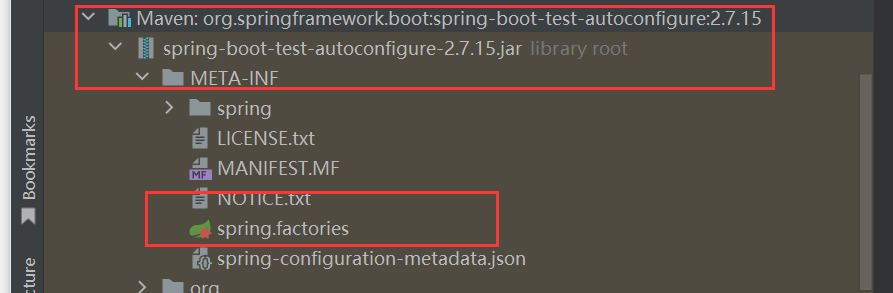 Maven: org.springframework.boot:spring-boot-test-autoconfigure:2.7.15
spring-boot-test-autoconfigure-2.7.15.jar library root
META-INF
spring
LICENSE.txt
MF MANIFEST.MF
NOTICE.txt
spring.factories
spring-configuration-metadata.json
org
Bookmarks
cture